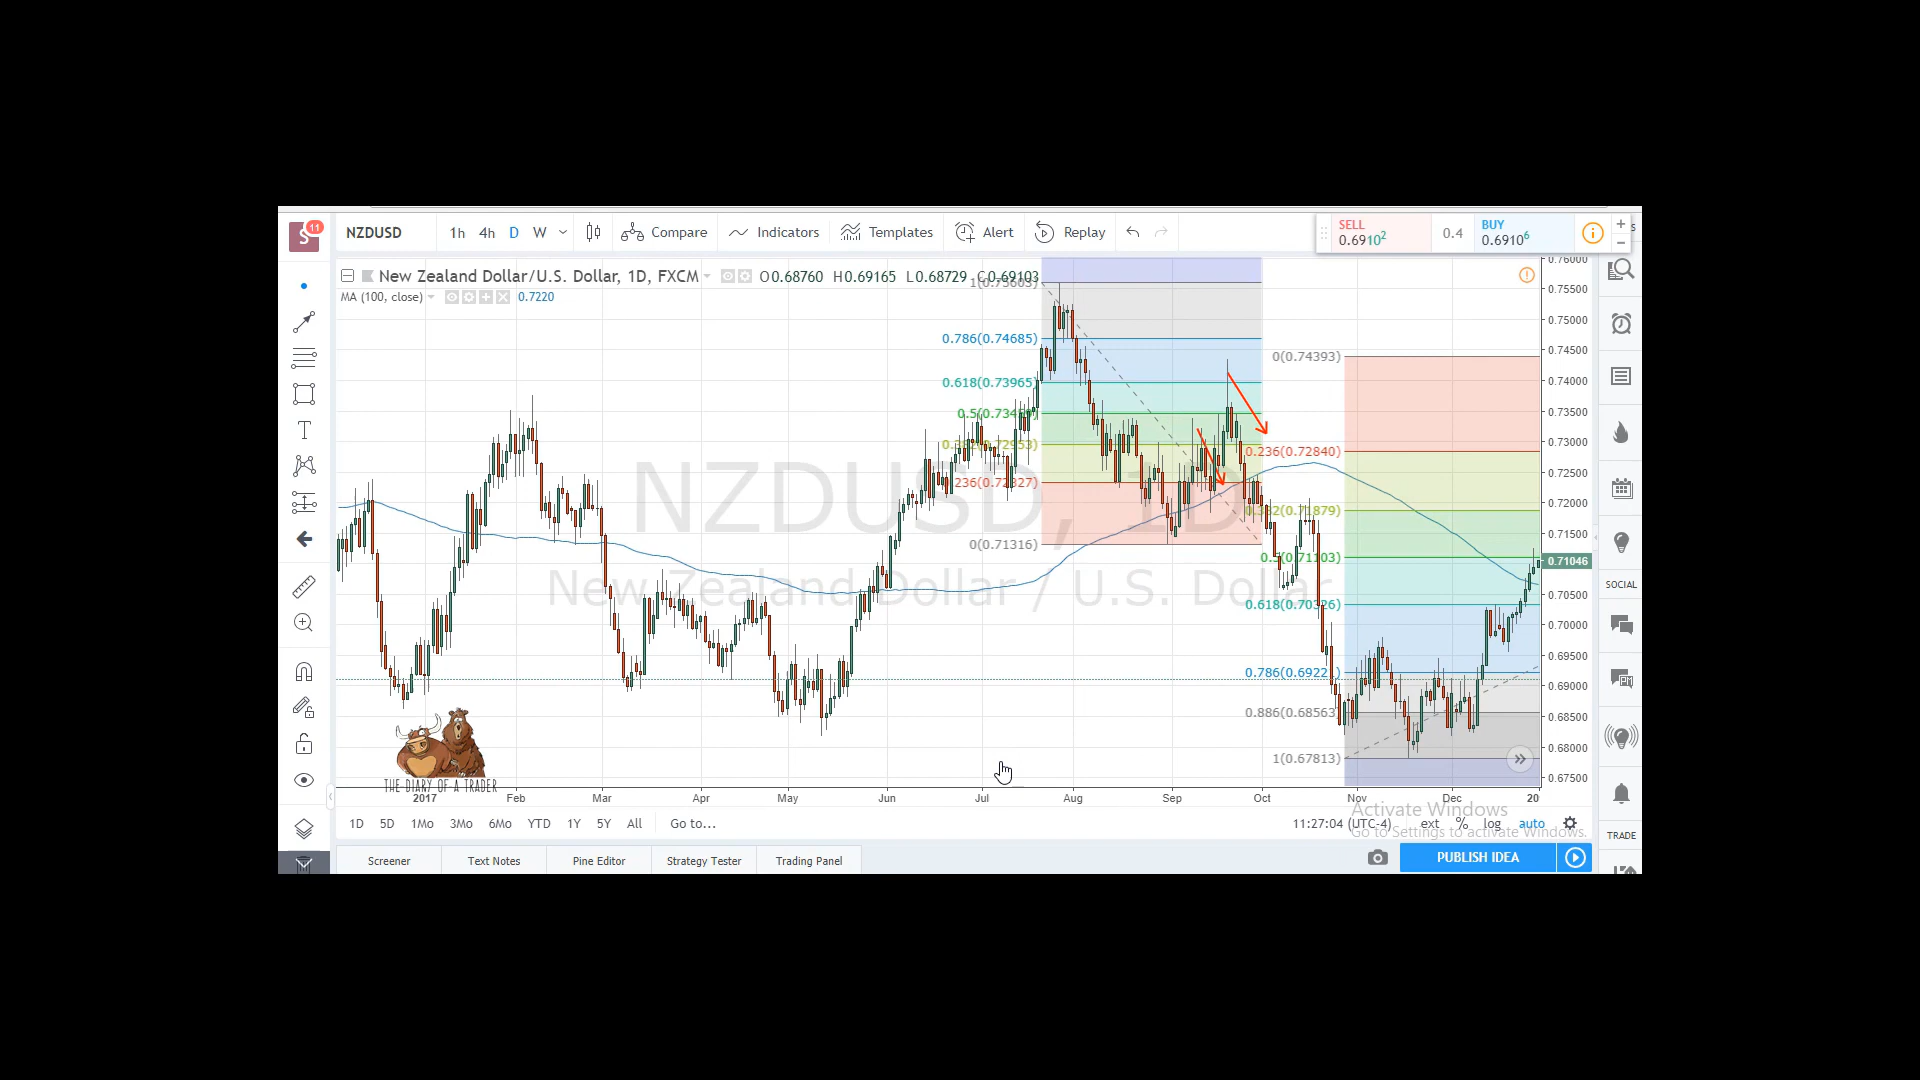 S 11 NZDUSD 1h 4h D W Compare Indicators Templates Alert Replay
SELL 0.69102 0.4 BUY 0.69106
New Zealand Dollar/U.S. Dollar, 1D, FXCM O0.68760 H0.69165 L0.68729 C0.69103
MA (100, close) 0.7220
NZDUSD, 1D
New Zealand Dollar / U.S. Dollar
0.786(0.74685)
0.618(0.73965)
0(0.71316)
0(0.74393)
0.236(0.72840)
0.618(0.70326)
0.886(0.68563)
1(0.67813)
0.76000
0.75500
0.75000
0.74500
0.74000
0.73500
0.73000
0.72500
0.72000
0.71500
0.71046
0.70500
0.70000
0.69500
0.69000
0.68500
0.68000
0.67500
THE DIARY OF A TRADER
2017 Feb Mar Apr May Jun Jul Aug Sep Oct Nov Dec 20
Activate Windows
Go to Settings to activate Windows.
1D 5D 1Mo 3Mo 6Mo YTD 1Y 5Y All Go to... 11:27:04 (UTC-4) ext % log auto
Screener Text Notes Pine Editor Strategy Tester Trading Panel PUBLISH IDEA
SOCIAL
TRADE